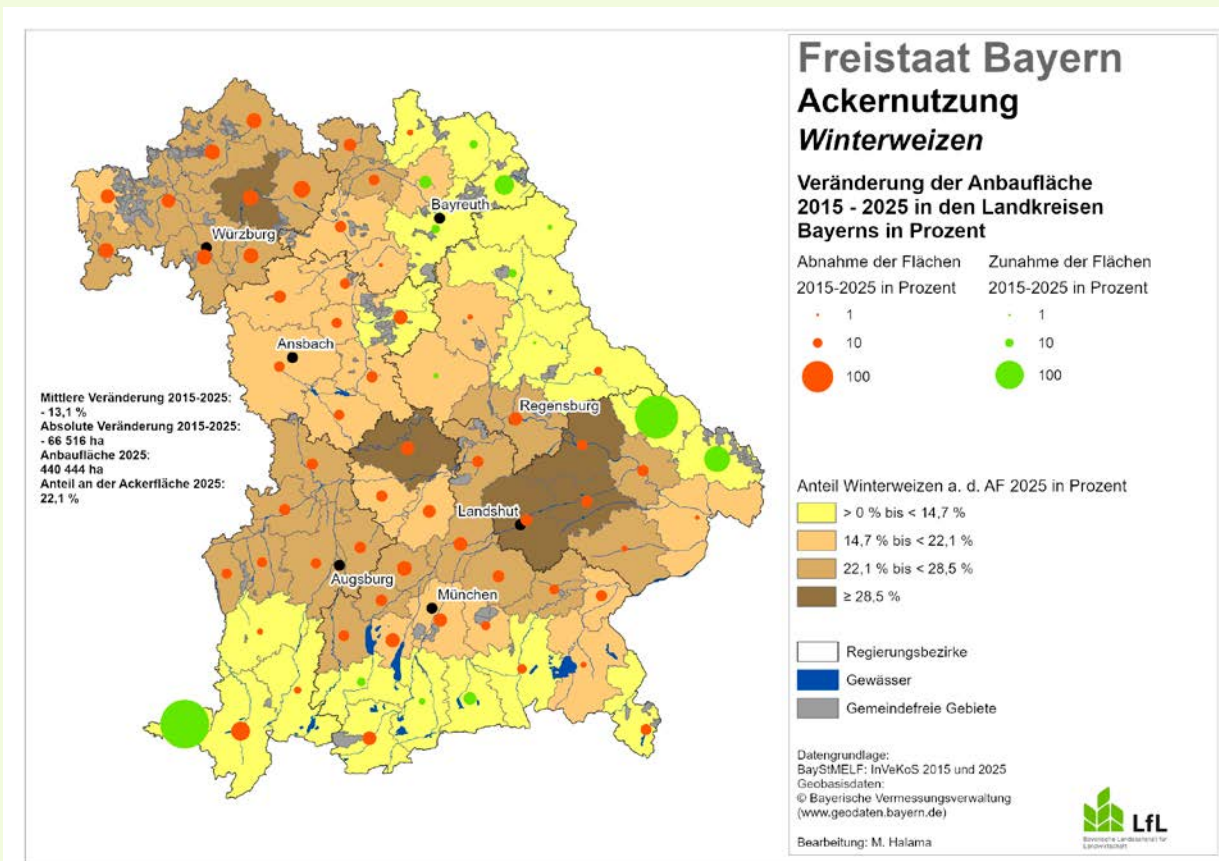 Freistaat Bayern
Ackernutzung
Winterweizen
Veränderung der Anbaufläche
2015 - 2025 in den Landkreisen
Bayerns in Prozent
Abnahme der Flächen
2015-2025 in Prozent
1
10
100
Zunahme der Flächen
2015-2025 in Prozent
1
10
100
Anteil Winterweizen a. d. AF 2025 in Prozent
> 0 % bis < 14,7 %
14,7 % bis < 22,1 %
22,1 % bis < 28,5 %
≥ 28,5 %
Regierungsbezirke
Gewässer
Gemeindefreie Gebiete
Datengrundlage:
BayStMELF: InVeKoS 2015 und 2025
Geobasisdaten:
© Bayerische Vermessungsverwaltung
(www.geodaten.bayern.de)
Bearbeitung: M. Halama
LfL
Bayerische Landesanstalt für
Landwirtschaft
Bayreuth
Würzburg
Ansbach
Regensburg
Landshut
Augsburg
München
Mittlere Veränderung 2015-2025:
- 13,1 %
Absolute Veränderung 2015-2025:
- 66 516 ha
Anbaufläche 2025:
440 444 ha
Anteil an der Ackerfläche 2025:
22,1 %